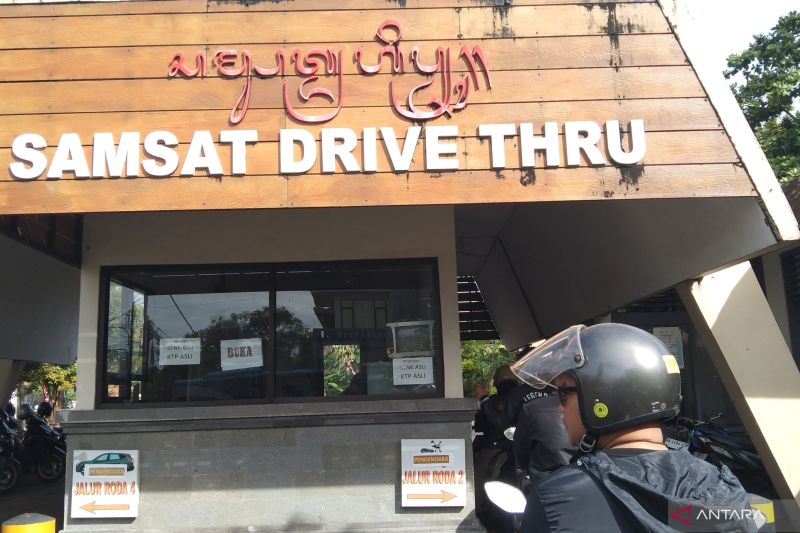 SAMSAT DRIVE THRU
STNK ASLI
KTP ASLI
BUKA
STNK ASLI
KTP ASLI
PENGENDARA
JALUR RODA 4
PENGENDARA
JALUR RODA 2
LEGEND
ANTARA